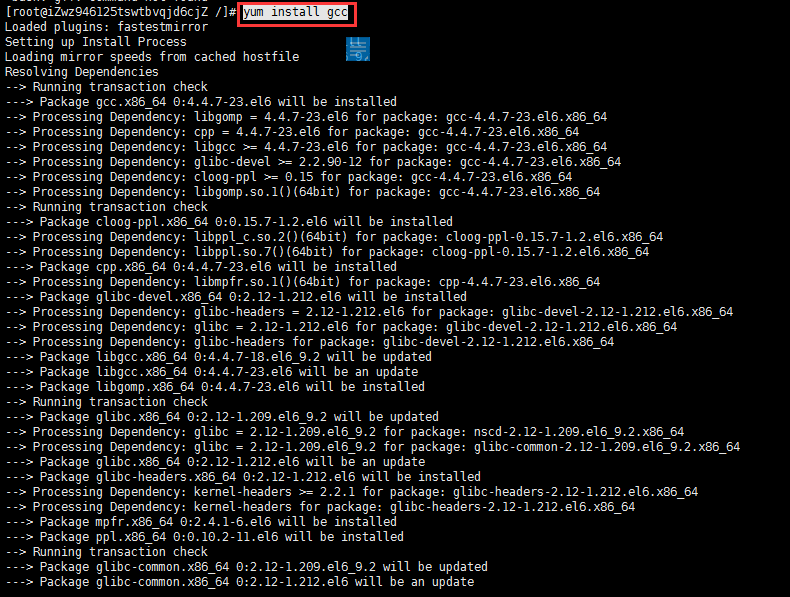 [root@iZwz946125tswtbvqjd6cjZ /]# yum install gcc
Loaded plugins: fastestmirror
Setting up Install Process
Loading mirror speeds from cached hostfile
Resolving Dependencies
--> Running transaction check
---> Package gcc.x86_64 0:4.4.7-23.el6 will be installed
--> Processing Dependency: libgomp = 4.4.7-23.el6 for package: gcc-4.4.7-23.el6.x86_64
--> Processing Dependency: cpp = 4.4.7-23.el6 for package: gcc-4.4.7-23.el6.x86_64
--> Processing Dependency: libgcc >= 4.4.7-23.el6 for package: gcc-4.4.7-23.el6.x86_64
--> Processing Dependency: glibc-devel >= 2.2.90-12 for package: gcc-4.4.7-23.el6.x86_64
--> Processing Dependency: cloog-ppl >= 0.15 for package: gcc-4.4.7-23.el6.x86_64
--> Processing Dependency: libgomp.so.1()(64bit) for package: gcc-4.4.7-23.el6.x86_64
--> Running transaction check
---> Package cloog-ppl.x86_64 0:0.15.7-1.2.el6 will be installed
--> Processing Dependency: libppl_c.so.2()(64bit) for package: cloog-ppl-0.15.7-1.2.el6.x86_64
--> Processing Dependency: libppl.so.7()(64bit) for package: cloog-ppl-0.15.7-1.2.el6.x86_64
---> Package cpp.x86_64 0:4.4.7-23.el6 will be installed
--> Processing Dependency: libmpfr.so.1()(64bit) for package: cpp-4.4.7-23.el6.x86_64
---> Package glibc-devel.x86_64 0:2.12-1.212.el6 will be installed
--> Processing Dependency: glibc-headers = 2.12-1.212.el6 for package: glibc-devel-2.12-1.212.el6.x86_64
--> Processing Dependency: glibc = 2.12-1.212.el6 for package: glibc-devel-2.12-1.212.el6.x86_64
--> Processing Dependency: glibc-headers for package: glibc-devel-2.12-1.212.el6.x86_64
---> Package libgcc.x86_64 0:4.4.7-18.el6_9.2 will be updated
---> Package libgcc.x86_64 0:4.4.7-23.el6 will be an update
---> Package libgomp.x86_64 0:4.4.7-23.el6 will be installed
--> Running transaction check
---> Package glibc.x86_64 0:2.12-1.209.el6_9.2 will be updated
--> Processing Dependency: glibc = 2.12-1.209.el6_9.2 for package: nscd-2.12-1.209.el6_9.2.x86_64
--> Processing Dependency: glibc = 2.12-1.209.el6_9.2 for package: glibc-common-2.12-1.209.el6_9.2.x86_64
---> Package glibc.x86_64 0:2.12-1.212.el6 will be an update
---> Package glibc-headers.x86_64 0:2.12-1.212.el6 will be installed
--> Processing Dependency: kernel-headers >= 2.2.1 for package: glibc-headers-2.12-1.212.el6.x86_64
--> Processing Dependency: kernel-headers for package: glibc-headers-2.12-1.212.el6.x86_64
---> Package mpfr.x86_64 0:2.4.1-6.el6 will be installed
---> Package ppl.x86_64 0:0.10.2-11.el6 will be installed
--> Running transaction check
---> Package glibc-common.x86_64 0:2.12-1.209.el6_9.2 will be updated
---> Package glibc-common.x86_64 0:2.12-1.212.el6 will be an update